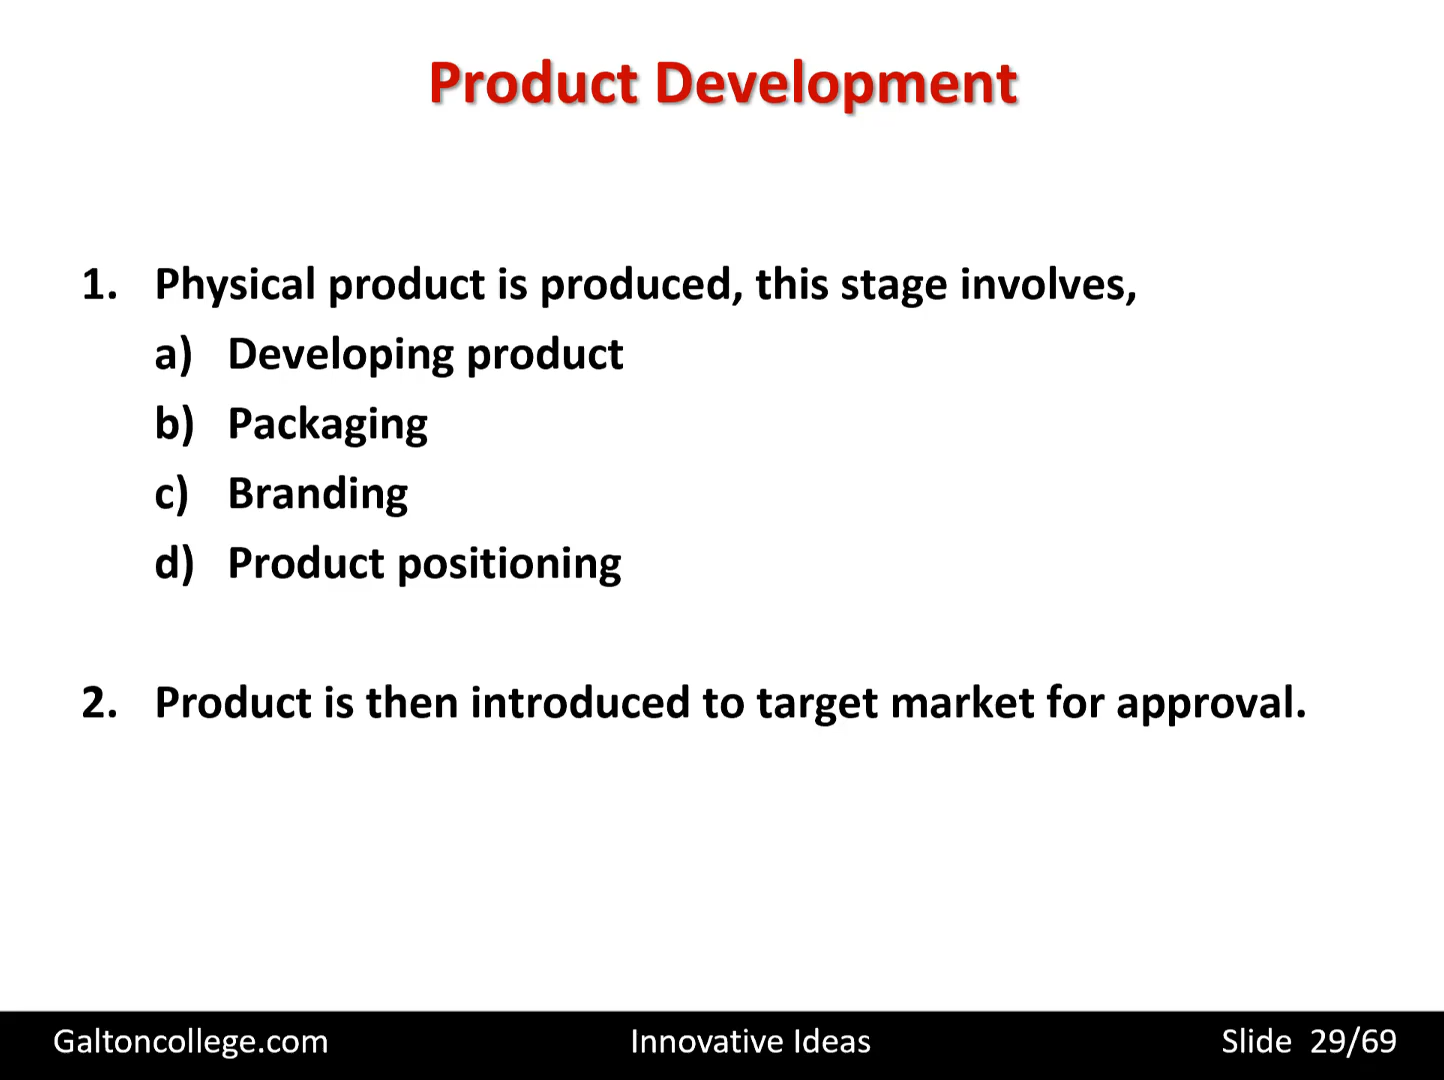 Product Development
1. Physical product is produced, this stage involves,
a) Developing product
b) Packaging
c) Branding
d) Product positioning
2. Product is then introduced to target market for approval.
Galtoncollege.com Innovative Ideas Slide 29/69